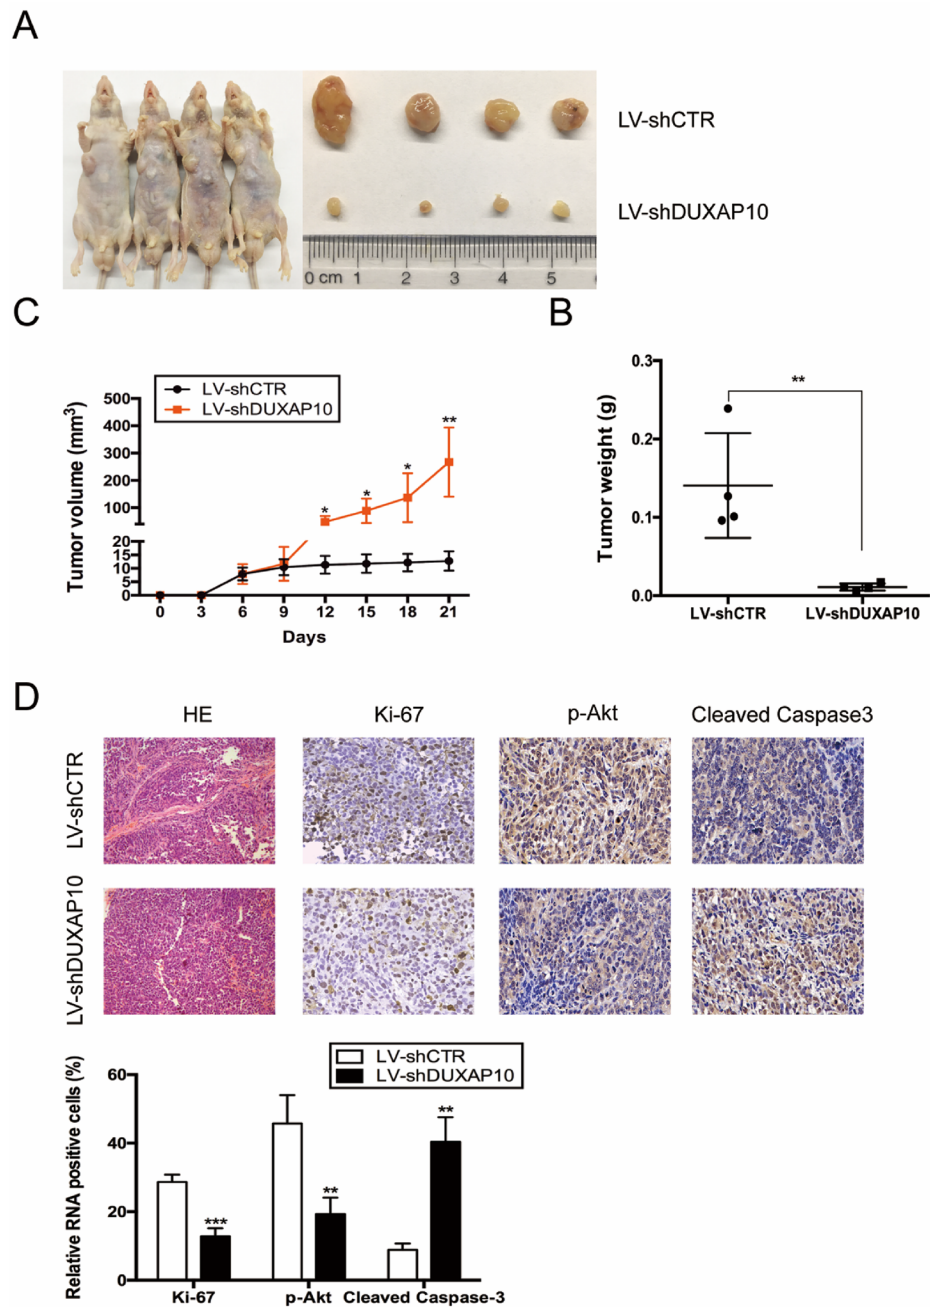 A
LV-shCTR
LV-shDUXAP10
0 cm 1 2 3 4 5
C
B
LV-shCTR
LV-shDUXAP10
Tumor volume (mm³)
500
400
300
200
100
20
15
10
5
0
*
*
*
**
0 3 6 9 12 15 18 21
Days
Tumor weight (g)
0.3
0.2
0.1
0.0
**
LV-shCTR LV-shDUXAP10
D
HE Ki-67 p-Akt Cleaved Caspase3
LV-shCTR
LV-shDUXAP10
LV-shCTR
LV-shDUXAP10
Relative RNA positive cells (%)
60
40
20
0
***
**
**
Ki-67 p-Akt Cleaved Caspase-3